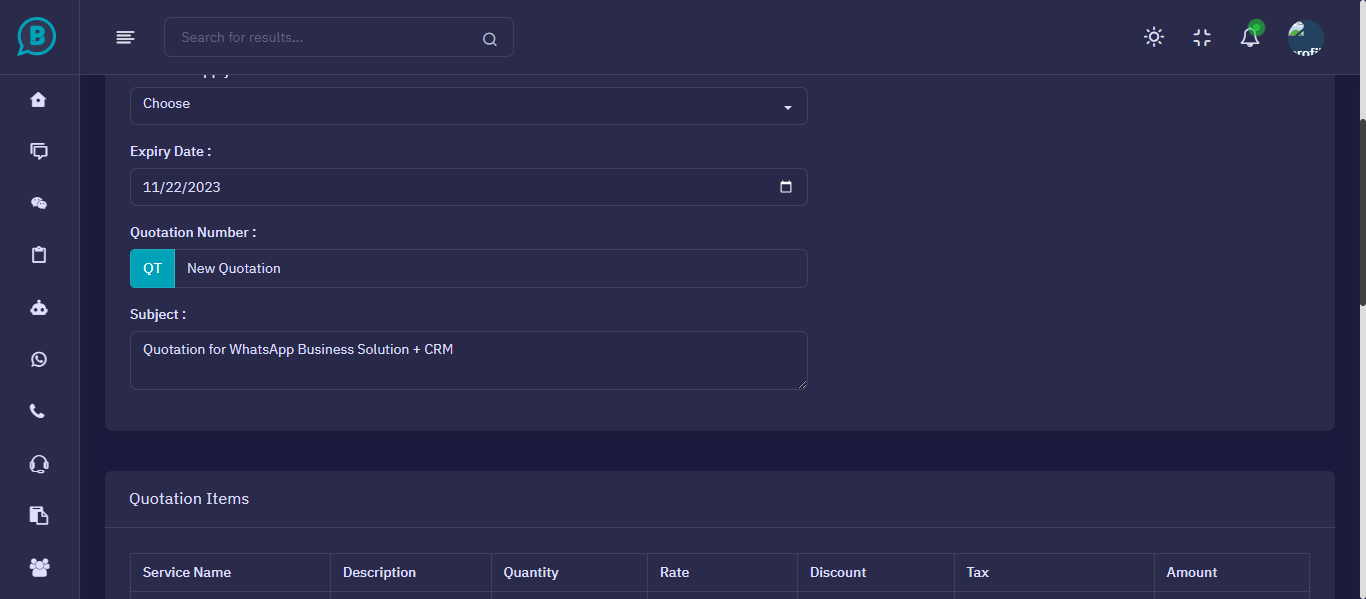 B
Search for results...
Choose
Expiry Date :
11/22/2023
Quotation Number :
QT New Quotation
Subject :
Quotation for WhatsApp Business Solution + CRM
Quotation Items
Service Name Description Quantity Rate Discount Tax Amount